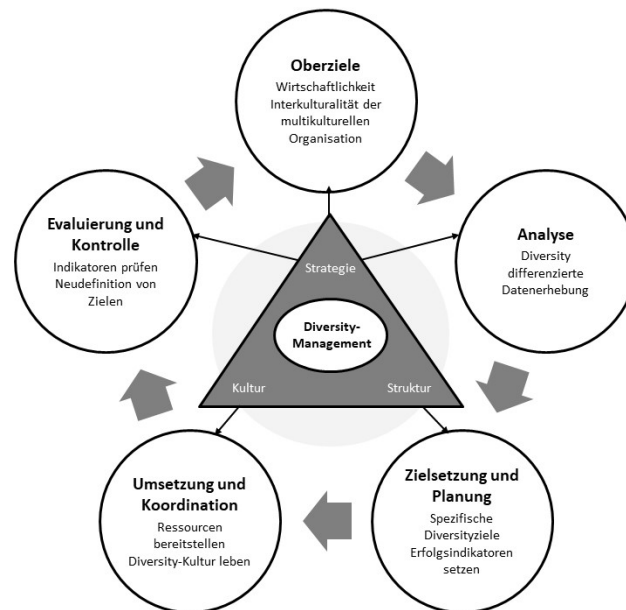 Oberziele
Wirtschaftlichkeit
Interkulturalität der
multikulturellen
Organisation
Evaluierung und
Kontrolle
Indikatoren prüfen
Neudefinition von
Zielen
Analyse
Diversity
differenzierte
Datenerhebung
Strategie
Diversity-
Management
Kultur
Struktur
Umsetzung und
Koordination
Ressourcen
bereitstellen
Diversity-Kultur leben
Zielsetzung und
Planung
Spezifische
Diversityziele
Erfolgsindikatoren
setzen